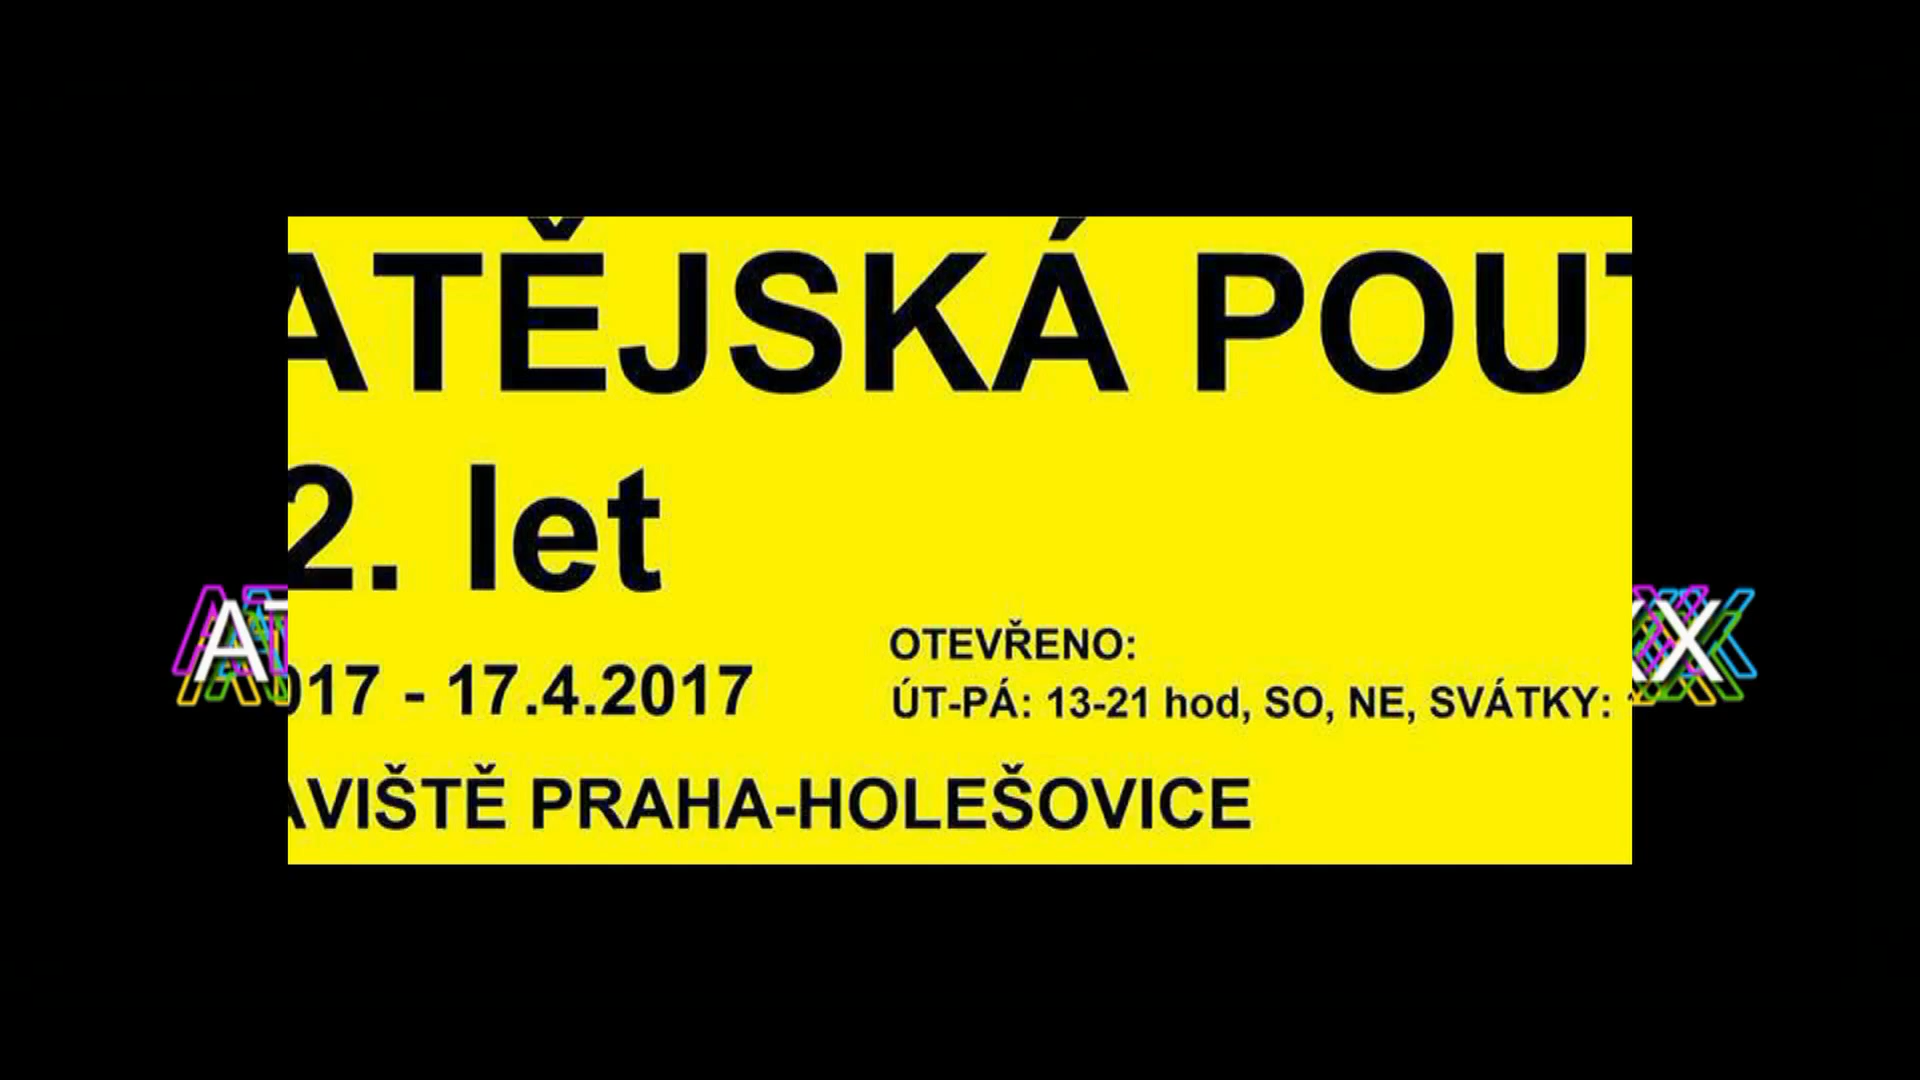 ATĚJSKÁ POUT
2. let
OTEVŘENO:
017 - 17.4.2017
ÚT-PÁ: 13-21 hod, SO, NE, SVÁTKY:
AVIŠTĚ PRAHA-HOLEŠOVICE
AT
X